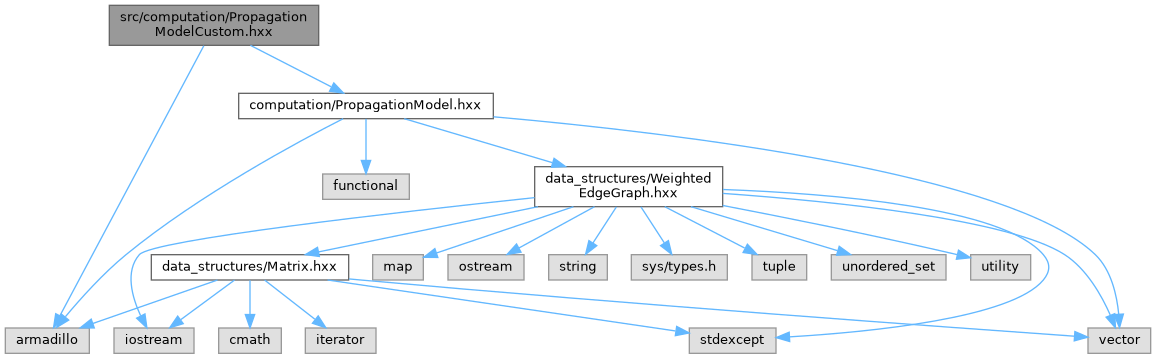 src/computation/Propagation
ModelCustom.hxx
computation/PropagationModel.hxx
functional
data_structures/Weighted
EdgeGraph.hxx
data_structures/Matrix.hxx
map
ostream
string
sys/types.h
tuple
unordered_set
utility
armadillo
iostream
cmath
iterator
stdexcept
vector